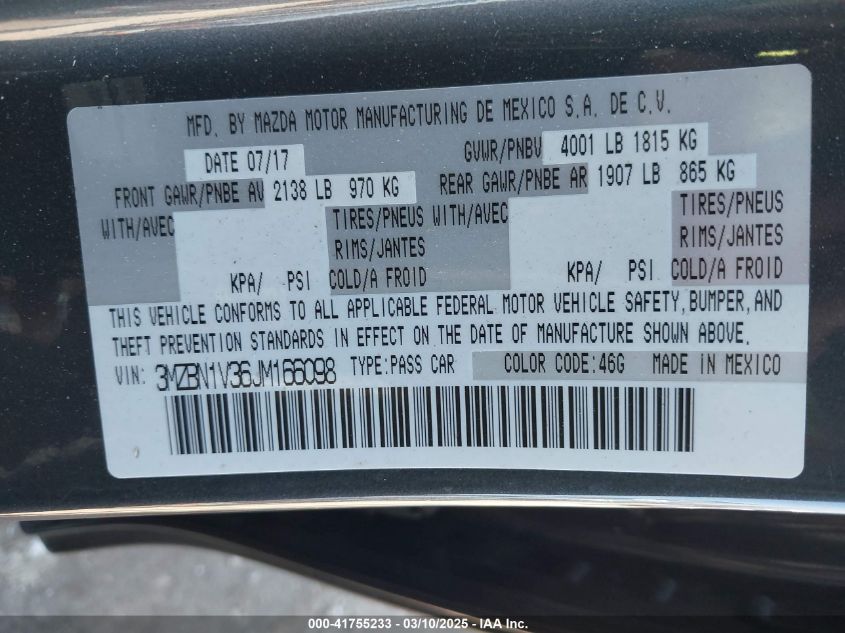 MFD. BY MAZDA MOTOR MANUFACTURING DE MEXICO S.A. DE C.V.
DATE 07/17 GVWR/PNBV 4001 LB 1815 KG
FRONT GAWR/PNBE AV 2138 LB 970 KG REAR GAWR/PNBE AR 1907 LB 865 KG
WITH/AVEC TIRES/PNEUS WITH/AVEC TIRES/PNEUS
RIMS/JANTES RIMS/JANTES
KPA/ PSI COLD/A FROID KPA/ PSI COLD/A FROID
THIS VEHICLE CONFORMS TO ALL APPLICABLE FEDERAL MOTOR VEHICLE SAFETY, BUMPER, AND
THEFT PREVENTION STANDARDS IN EFFECT ON THE DATE OF MANUFACTURE SHOWN ABOVE.
VIN: 3MZBN1V36JM166098 TYPE:PASS CAR COLOR CODE:46G MADE IN MEXICO
000-41755233 - 03/10/2025 - IAA Inc.